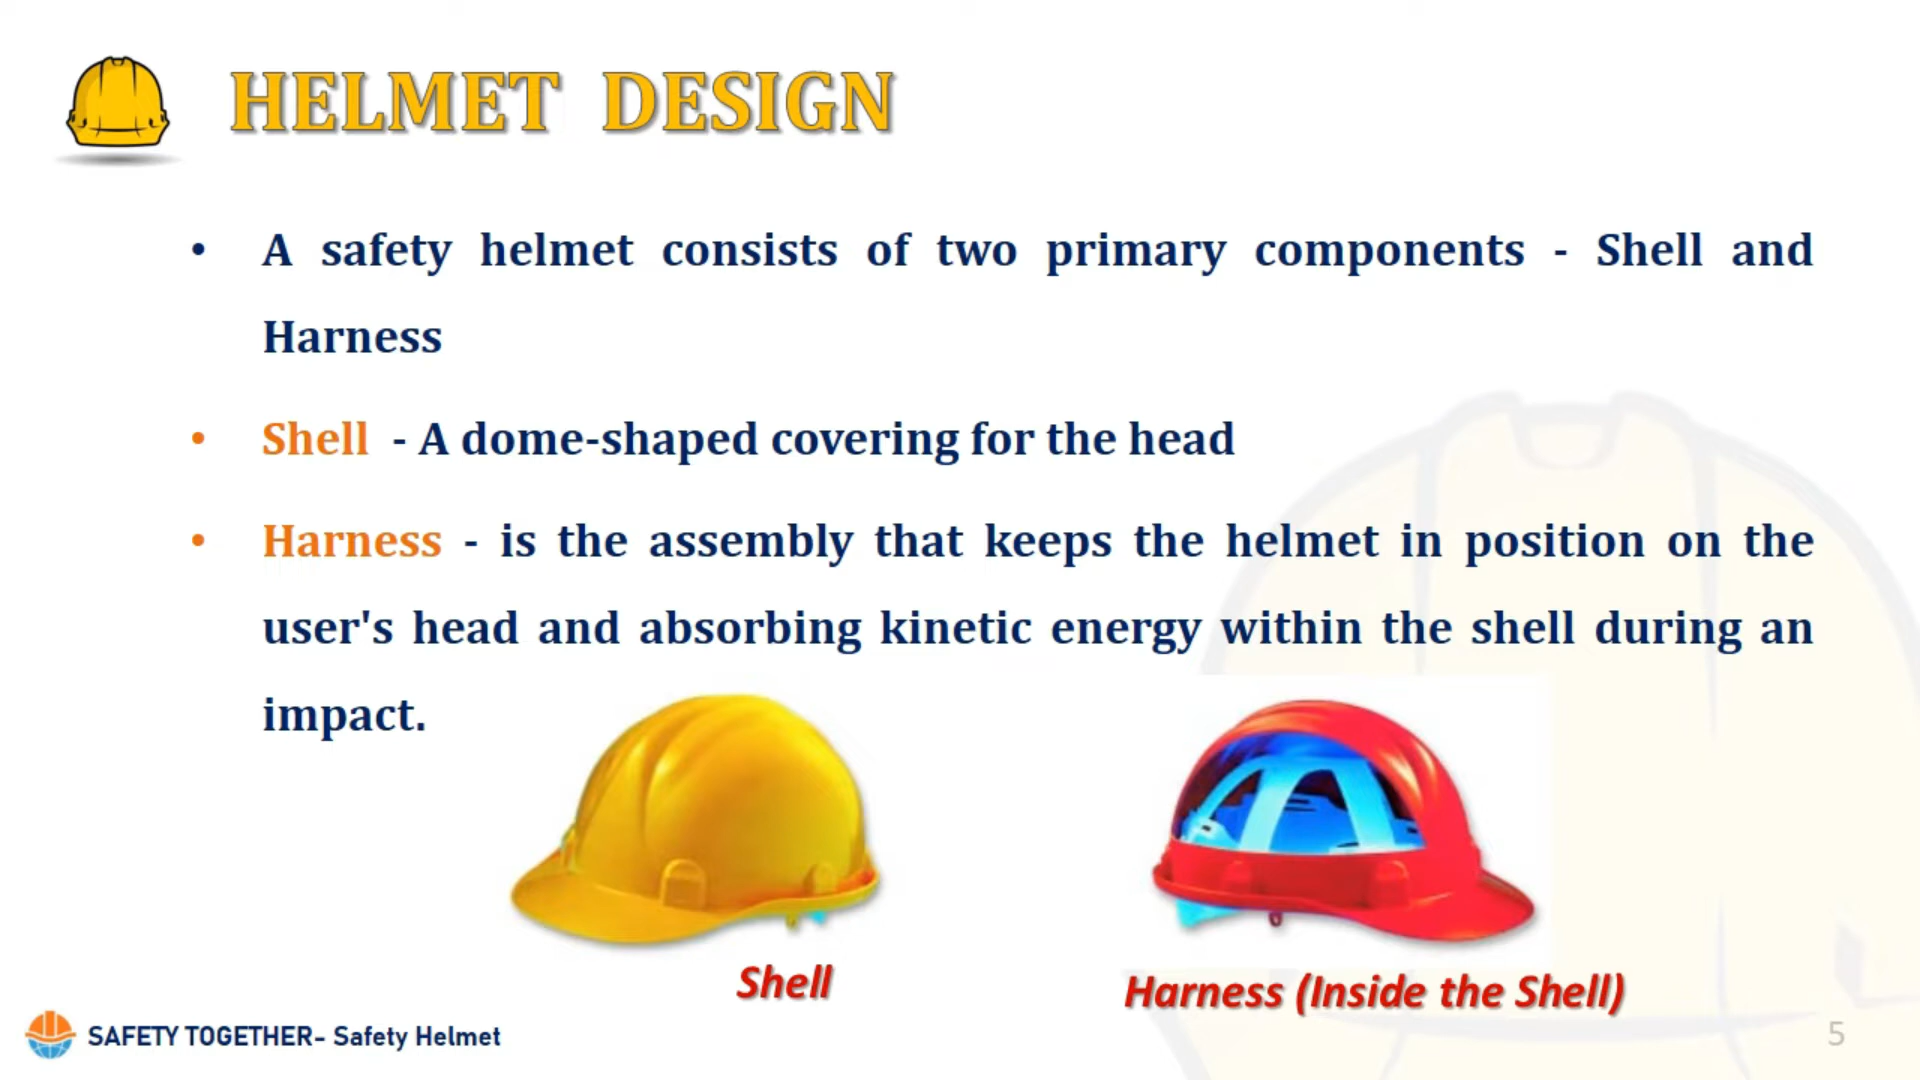 HELMET DESIGN
• A safety helmet consists of two primary components - Shell and
Harness
• Shell - A dome-shaped covering for the head
• Harness - is the assembly that keeps the helmet in position on the
user's head and absorbing kinetic energy within the shell during an
impact.
Shell
Harness (Inside the Shell)
SAFETY TOGETHER- Safety Helmet
5